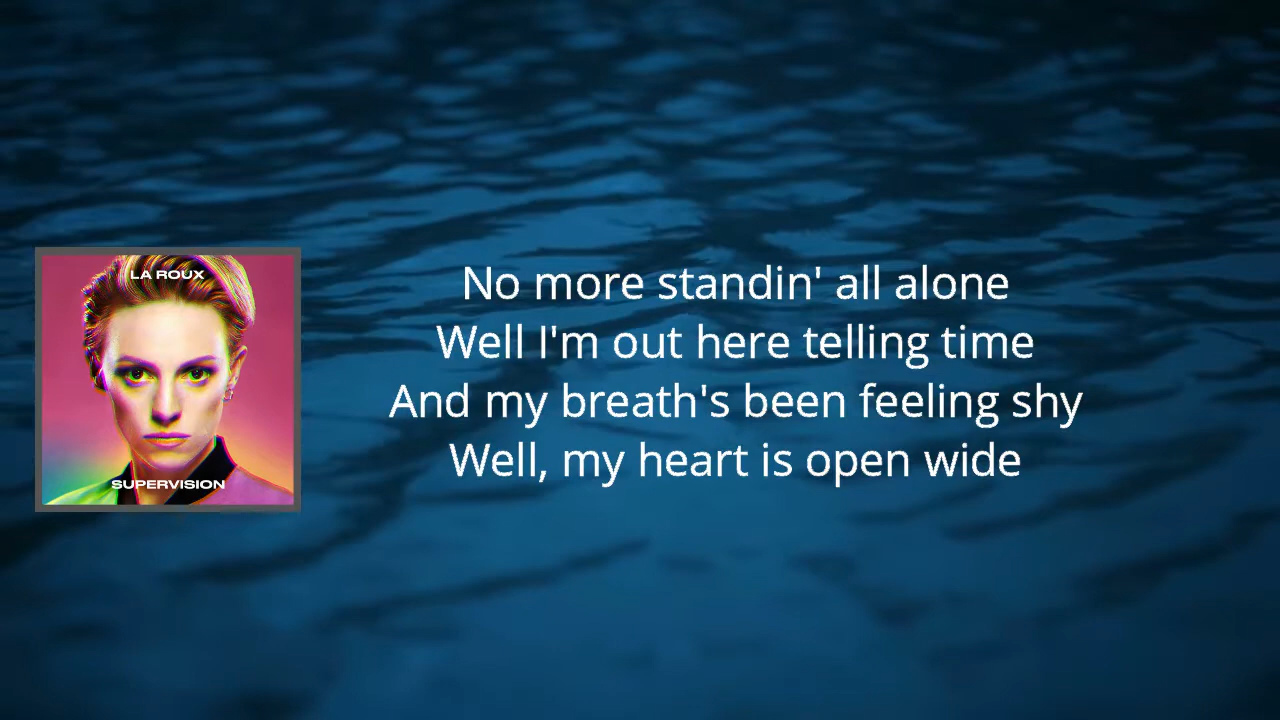 LA ROUX
SUPERVISION
No more standin' all alone
Well I'm out here telling time
And my breath's been feeling shy
Well, my heart is open wide